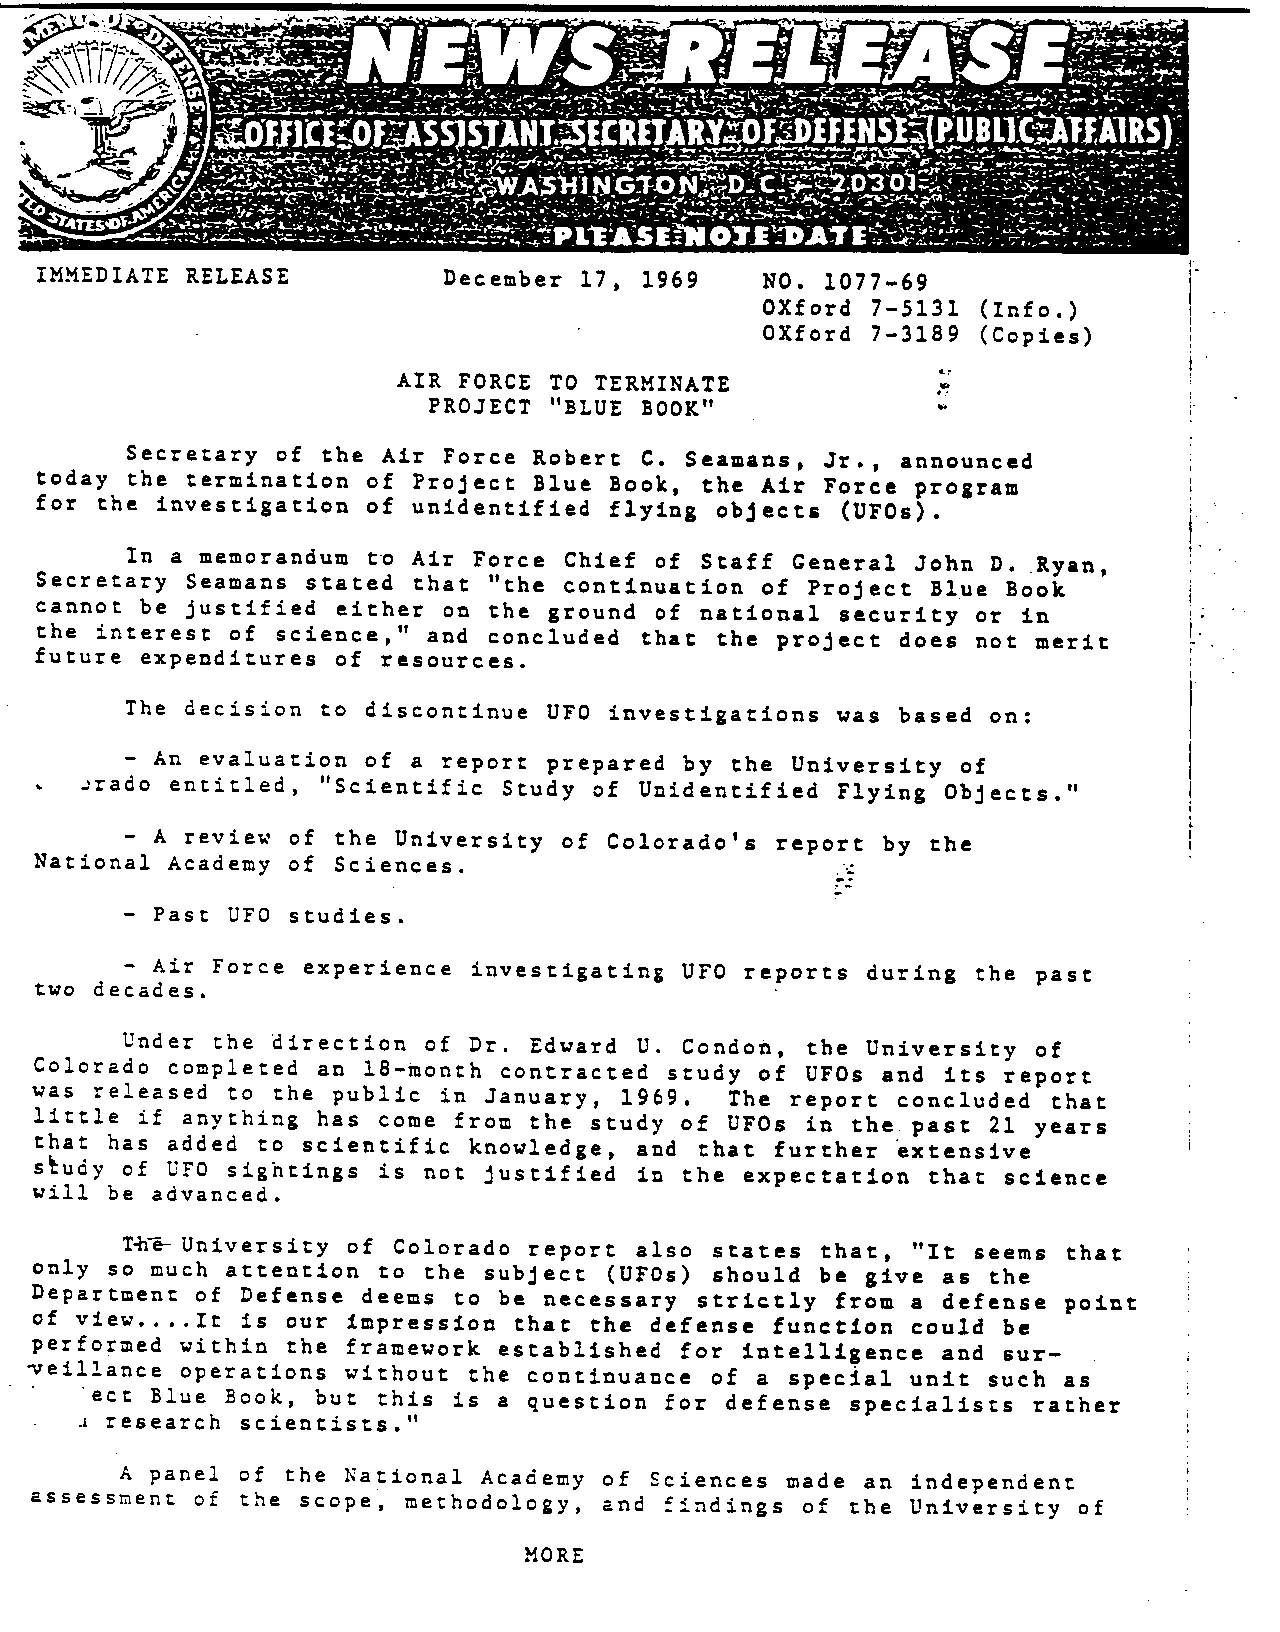 NEWS RELEASE
OFFICE OF ASSISTANT SECRETARY OF DEFENSE (PUBLIC AFFAIRS)
WASHINGTON, D.C. - 20301
PLEASE NOTE DATE
OF DEFENSE
STATES OF AMERICA
IMMEDIATE RELEASE December 17, 1969 NO. 1077-69
OXford 7-5131 (Info.)
OXford 7-3189 (Copies)
AIR FORCE TO TERMINATE
PROJECT "BLUE BOOK"
Secretary of the Air Force Robert C. Seamans, Jr., announced
today the termination of Project Blue Book, the Air Force program
for the investigation of unidentified flying objects (UFOs).
In a memorandum to Air Force Chief of Staff General John D. Ryan,
Secretary Seamans stated that "the continuation of Project Blue Book
cannot be justified either on the ground of national security or in
the interest of science," and concluded that the project does not merit
future expenditures of resources.
The decision to discontinue UFO investigations was based on:
- An evaluation of a report prepared by the University of
orado entitled, "Scientific Study of Unidentified Flying Objects."
- A review of the University of Colorado's report by the
National Academy of Sciences.
- Past UFO studies.
- Air Force experience investigating UFO reports during the past
two decades.
Under the direction of Dr. Edward U. Condon, the University of
Colorado completed an 18-month contracted study of UFOs and its report
was released to the public in January, 1969. The report concluded that
little if anything has come from the study of UFOs in the past 21 years
that has added to scientific knowledge, and that further extensive
study of UFO sightings is not justified in the expectation that science
will be advanced.
The University of Colorado report also states that, "It seems that
only so much attention to the subject (UFOs) should be give as the
Department of Defense deems to be necessary strictly from a defense point
of view....It is our impression that the defense function could be
performed within the framework established for intelligence and sur-
veillance operations without the continuance of a special unit such as
ect Blue Book, but this is a question for defense specialists rather
research scientists."
A panel of the National Academy of Sciences made an independent
assessment of the scope, methodology, and findings of the University of
MORE